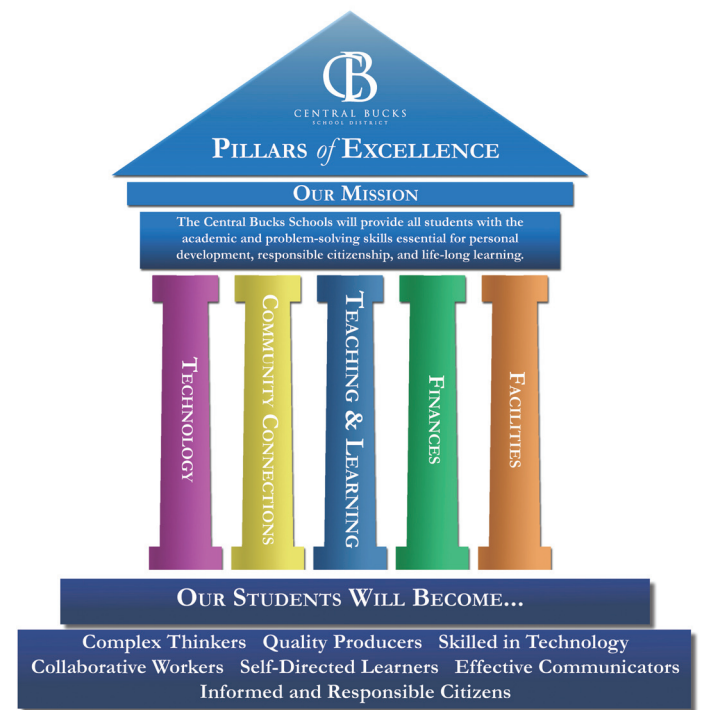 CB
CENTRAL BUCKS
SCHOOL DISTRICT
PILLARS of EXCELLENCE
OUR MISSION
The Central Bucks Schools will provide all students with the
academic and problem-solving skills essential for personal
development, responsible citizenship, and life-long learning.
TECHNOLOGY
COMMUNITY CONNECTIONS
TEACHING & LEARNING
FINANCES
FACILITIES
OUR STUDENTS WILL BECOME...
Complex Thinkers Quality Producers Skilled in Technology
Collaborative Workers Self-Directed Learners Effective Communicators
Informed and Responsible Citizens